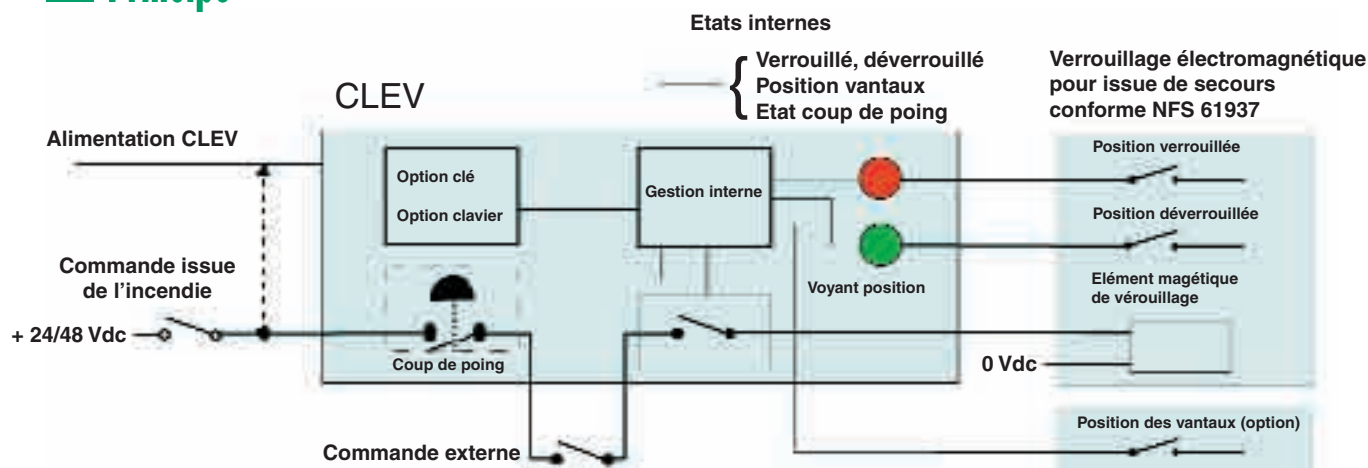 Principe
Etats internes
Verrouillé, déverrouillé
Position vantaux
Etat coup de poing
Verrouillage électromagnétique
pour issue de secours
conforme NFS 61937
CLEV
Alimentation CLEV
Option clé
Option clavier
Gestion interne
Position verrouillée
Position déverrouillée
Voyant position
Elément magétique
de vérouillage
Commande issue
de l'incendie
+ 24/48 Vdc
Coup de poing
0 Vdc
Commande externe
Position des vantaux (option)